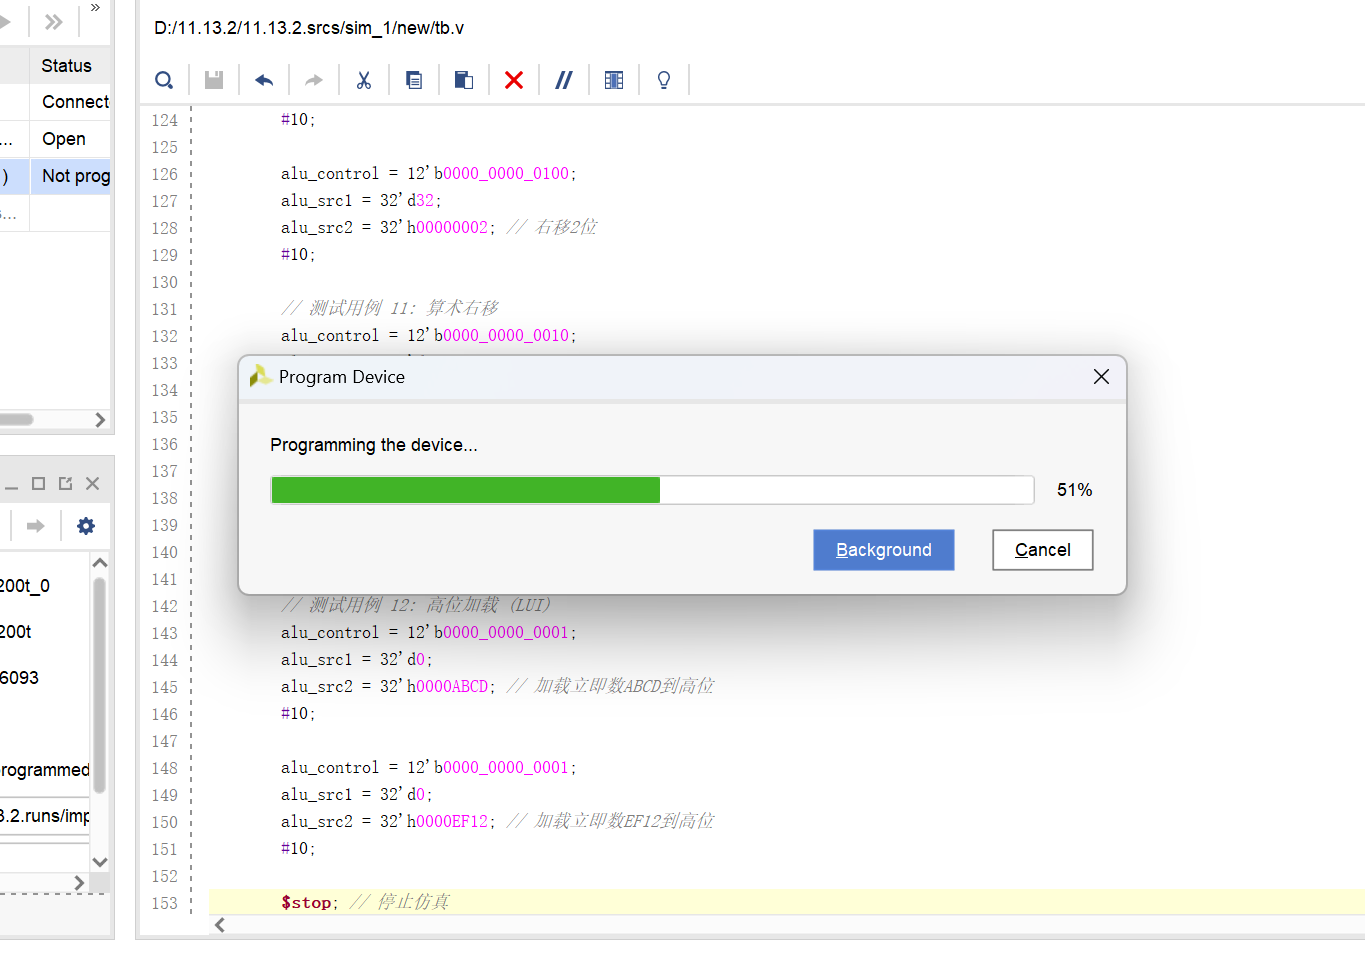 »
D:/11.13.2/11.13.2.srcs/sim_1/new/tb.v
Status
Connect
... Open
) Not prog
...
124 #10;
125
126 alu_control = 12'b0000_0000_0100;
127 alu_src1 = 32'd32;
128 alu_src2 = 32'h00000002; // 右移2位
129 #10;
130
131 // 测试用例 11: 算术右移
132 alu_control = 12'b0000_0000_0010;
133
134
135
136
137
138
139
140
141
142 // 测试用例 12: 高位加载 (LUI)
143 alu_control = 12'b0000_0000_0001;
144 alu_src1 = 32'd0;
145 alu_src2 = 32'h0000ABCD; // 加载立即数ABCD到高位
146 #10;
147
148 alu_control = 12'b0000_0000_0001;
149 alu_src1 = 32'd0;
150 alu_src2 = 32'h0000EF12; // 加载立即数EF12到高位
151 #10;
152
153 $stop; // 停止仿真
Program Device
Programming the device...
51%
Background
Cancel
200t_0
200t
6093
rogrammed
3.2.runs/imp